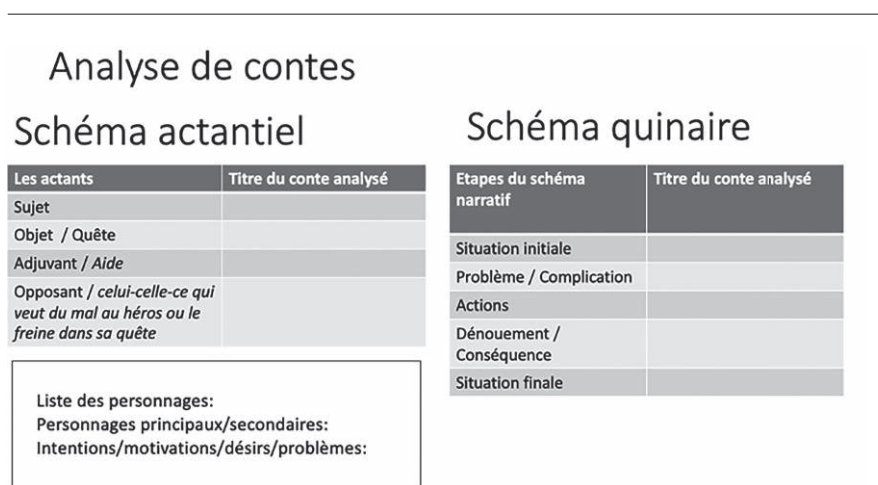 Analyse de contes
Schéma actantiel
Les actants Titre du conte analysé
Sujet
Objet / Quête
Adjuvant / Aide
Opposant / celui-celle-ce qui
veut du mal au héros ou le
freine dans sa quête
Liste des personnages:
Personnages principaux/secondaires:
Intentions/motivations/désirs/problèmes:
Schéma quinaire
Etapes du schéma Titre du conte analysé
narratif
Situation initiale
Problème / Complication
Actions
Dénouement /
Conséquence
Situation finale